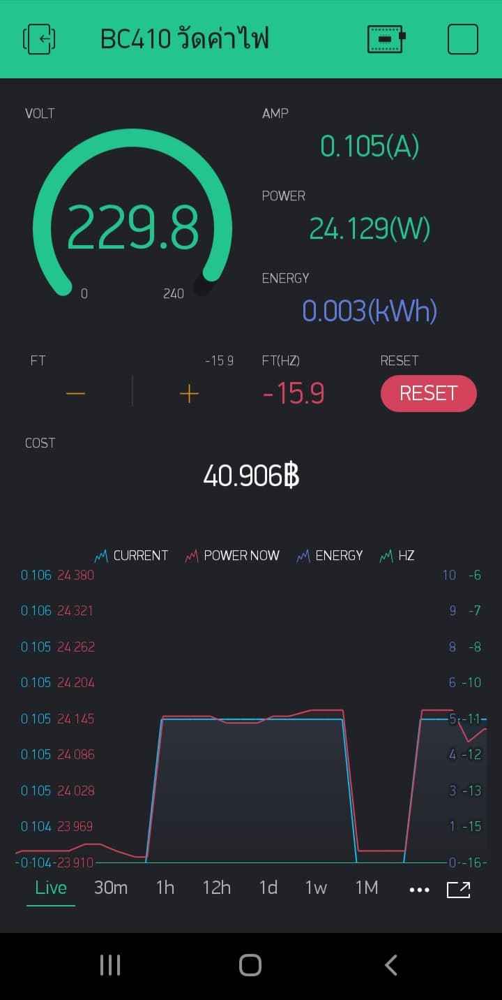 BC410 วัดค่าไฟ
VOLT
229.8
0 240
AMP
0.105(A)
POWER
24.129(W)
ENERGY
0.003(kWh)
FT -15.9
— +
FT(HZ)
-15.9
RESET
RESET
COST
40.906฿
CURRENT POWER NOW ENERGY HZ
0.106 24.380 10 -6
0.106 24.321 9 -7
0.105 24.262 8 -8
0.105 24.204 6 -10
0.105 24.145 5 -11
0.105 24.086 4 -12
0.105 24.028 3 -13
0.104 23.969 1 -15
0.104 23.910 0 -16
Live 30m 1h 12h 1d 1w 1M ...